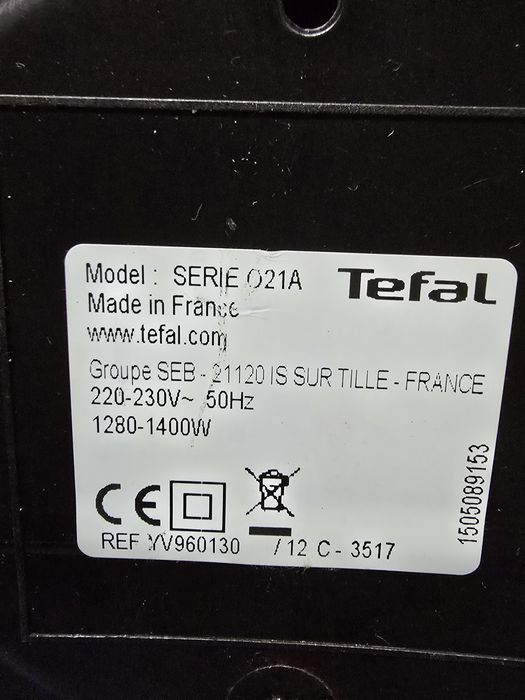 Model : SERIE O21A
Tefal
Made in France
www.tefal.com
Groupe SEB - 21120 IS SUR TILLE - FRANCE
220-230V~ 50Hz
1280-1400W
CE
REF YV960130 / 12 C - 3517
1505089153